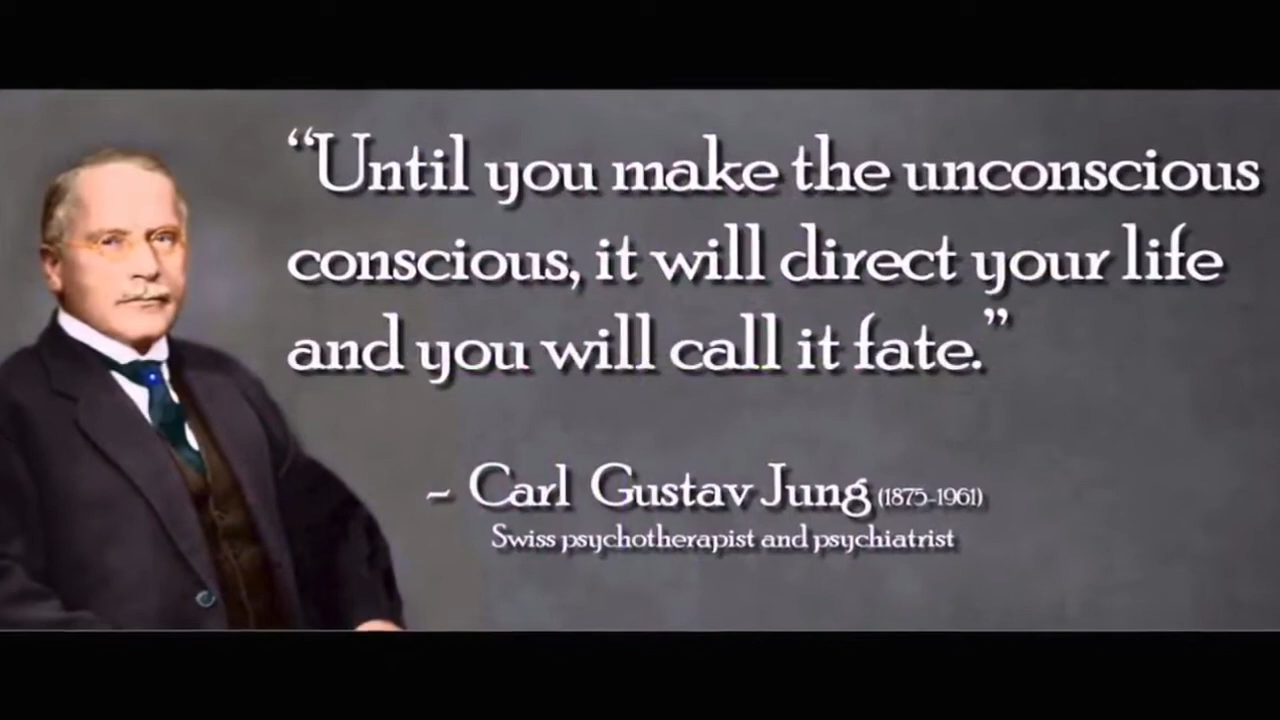 “Until you make the unconscious
conscious, it will direct your life
and you will call it fate.”
- Carl Gustav Jung (1875-1961)
Swiss psychotherapist and psychiatrist